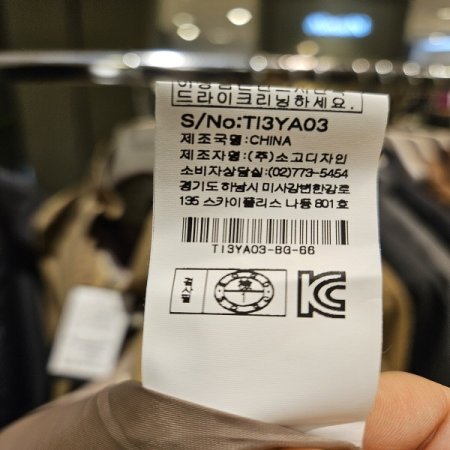 드라이크리닝하세요.
S/No:TI3YA03
제조국명:CHINA
제조자명:(주)소고디자인
소비자상담실:(02)773-5454
경기도 하남시 미사강변한강로
135 스카이폴리스 나동 801호
TI3YA03-BG-66